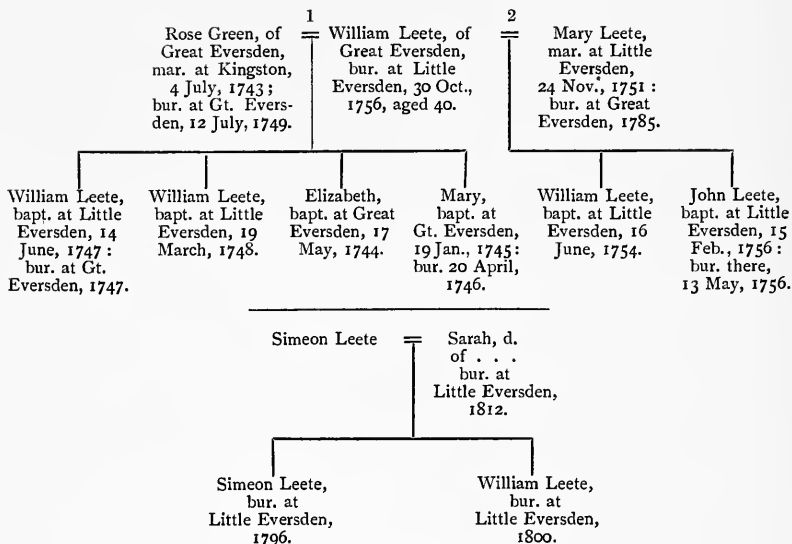 1
2
Rose Green, of
Great Eversden,
mar. at Kingston,
4 July, 1743;
bur. at Gt. Evers-
den, 12 July, 1749.
=
William Leete, of
Great Eversden,
bur. at Little
Eversden, 30 Oct.,
1756, aged 40.
=
Mary Leete,
mar. at Little
Eversden,
24 Nov., 1751 :
bur. at Great
Eversden, 1785.
William Leete,
bapt. at Little
Eversden, 14
June, 1747 :
bur. at Gt.
Eversden, 1747.
William Leete,
bapt. at Little
Eversden, 19
March, 1748.
Elizabeth,
bapt. at Great
Eversden, 17
May, 1744.
Mary,
bapt. at
Gt. Eversden,
19 Jan., 1745 :
bur. 20 April,
1746.
William Leete,
bapt. at Little
Eversden, 16
June, 1754.
John Leete,
bapt. at Little
Eversden, 15
Feb., 1756 :
bur. there,
13 May, 1756.
Simeon Leete
=
Sarah, d.
of . . .
bur. at
Little Eversden,
1812.
Simeon Leete,
bur. at
Little Eversden,
1796.
William Leete,
bur. at
Little Eversden,
1800.